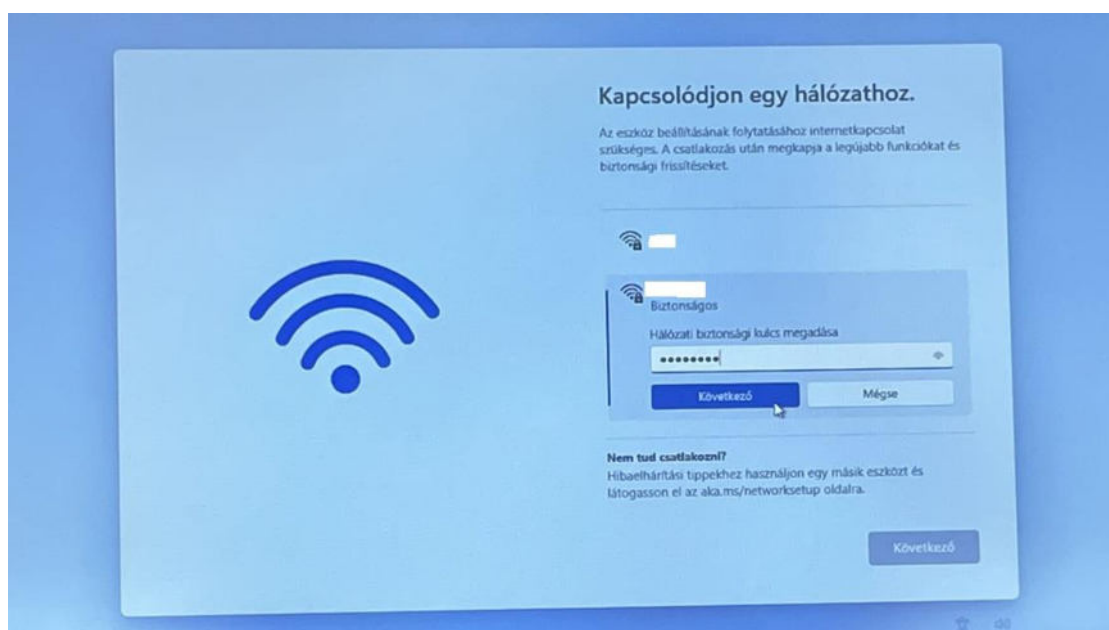 Kapcsolódjon egy hálózathoz.
Az eszköz beállításának folytatásához internetkapcsolat
szükséges. A csatlakozás után megkapja a legújabb funkciókat és
biztonsági frissítéseket.
Biztonságos
Hálózati biztonsági kulcs megadása
Következő
Mégse
Nem tud csatlakozni?
Hibaelhárítási tippekhez használjon egy másik eszközt és
látogasson el az aka.ms/networksetup oldalra.
Következő